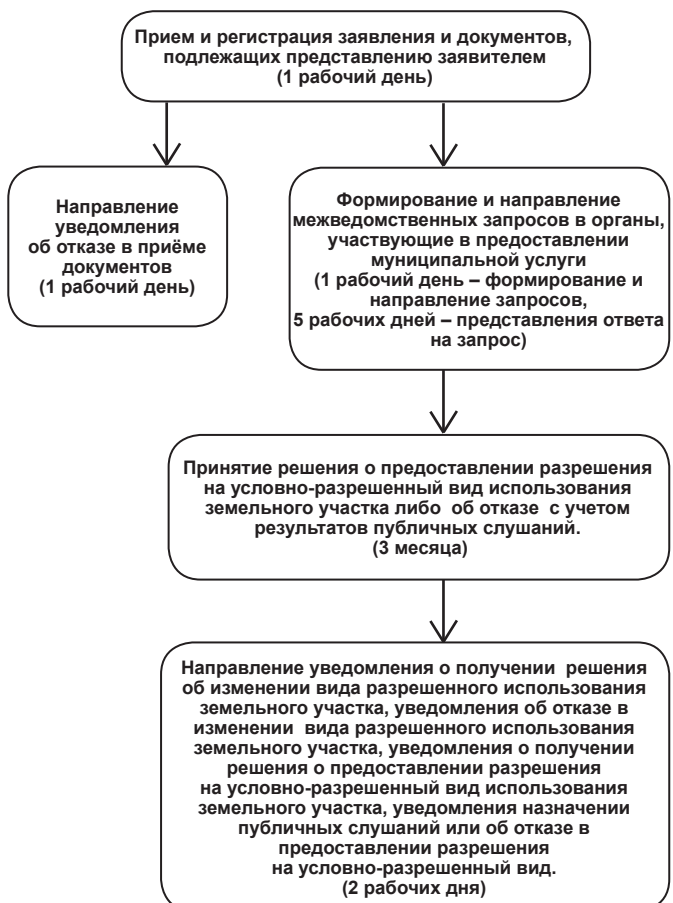 Прием и регистрация заявления и документов,
подлежащих представлению заявителем
(1 рабочий день)
Направление
уведомления
об отказе в приёме
документов
(1 рабочий день)
Формирование и направление
межведомственных запросов в органы,
участвующие в предоставлении
муниципальной услуги
(1 рабочий день – формирование и
направление запросов,
5 рабочих дней – представления ответа
на запрос)
Принятие решения о предоставлении разрешения
на условно-разрешенный вид использования
земельного участка либо об отказе с учетом
результатов публичных слушаний.
(3 месяца)
Направление уведомления о получении решения
об изменении вида разрешенного использования
земельного участка, уведомления об отказе в
изменении вида разрешенного использования
земельного участка, уведомления о получении
решения о предоставлении разрешения
на условно-разрешенный вид использования
земельного участка, уведомления назначении
публичных слушаний или об отказе в
предоставлении разрешения
на условно-разрешенный вид.
(2 рабочих дня)